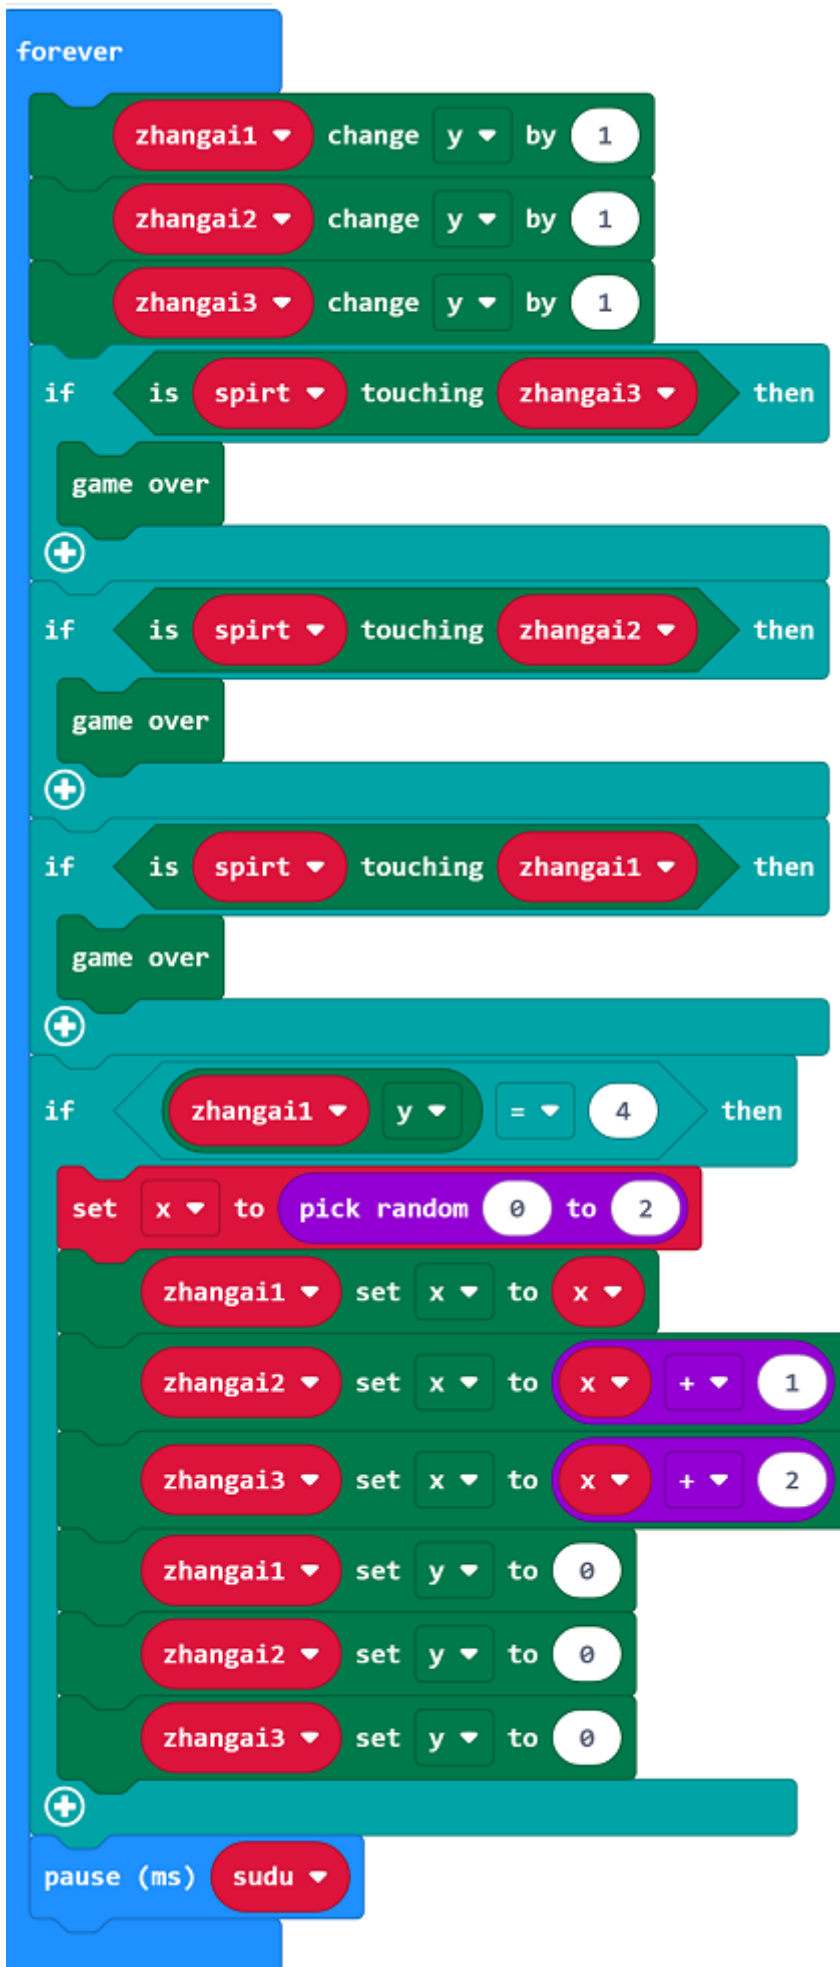 forever
zhangai1 change y by 1
zhangai2 change y by 1
zhangai3 change y by 1
if is spirt touching zhangai3 then
game over
if is spirt touching zhangai2 then
game over
if is spirt touching zhangai1 then
game over
if zhangai1 y = 4 then
set x to pick random 0 to 2
zhangai1 set x to x
zhangai2 set x to x + 1
zhangai3 set x to x + 2
zhangai1 set y to 0
zhangai2 set y to 0
zhangai3 set y to 0
pause (ms) sudu